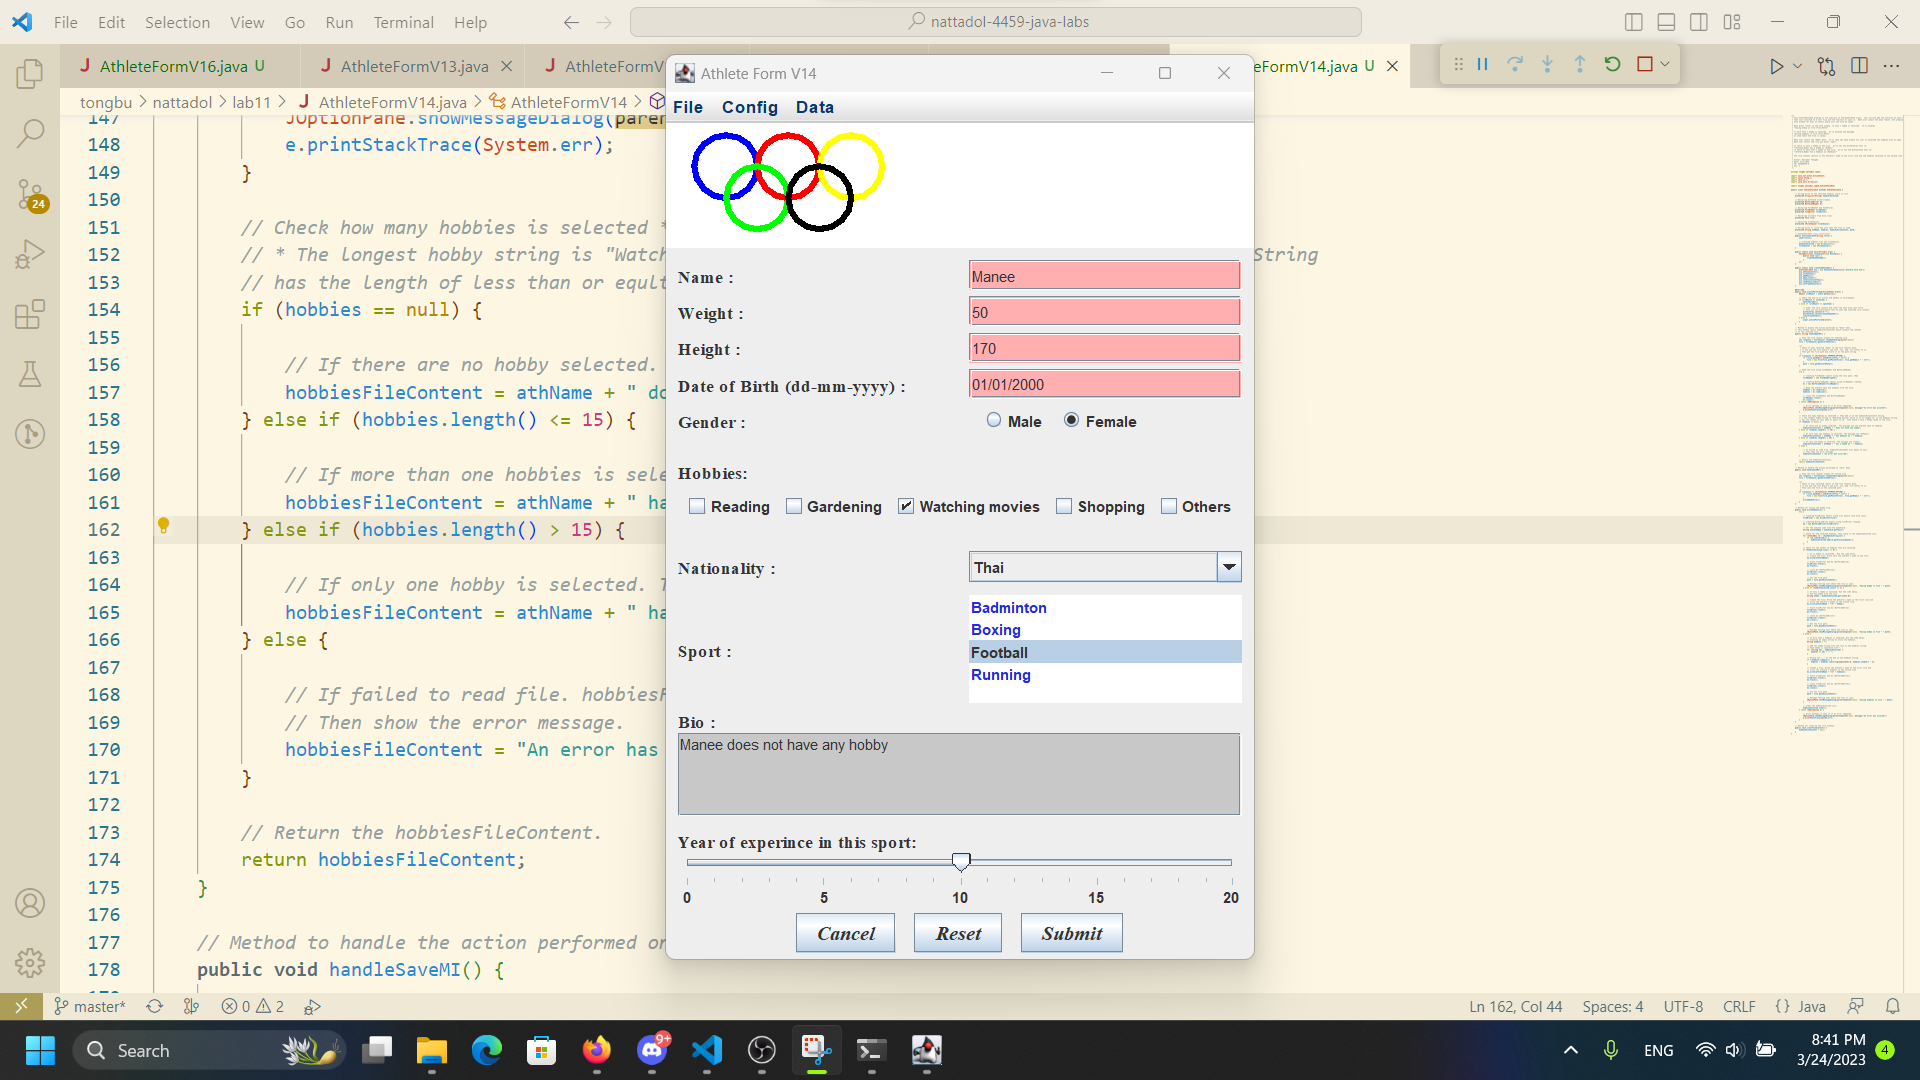 File Edit Selection View Go Run Terminal Help
nattadol-4459-java-labs
AthleteFormV16.java U
AthleteFormV13.java
AthleteFormV
eFormV14.java U
tongbu > nattadol > lab11 > AthleteFormV14.java > AthleteFormV14 >
147 JOptionPane.showMessageDialog(paren
148 e.printStackTrace(System.err);
149 }
150
151 // Check how many hobbies is selected *
152 // * The longest hobby string is "Watch
String
153 // has the length of less than or eqult
154 if (hobbies == null) {
155
156 // If there are no hobby selected.
157 hobbiesFileContent = athName + " do
158 } else if (hobbies.length() <= 15) {
159
160 // If more than one hobbies is sele
161 hobbiesFileContent = athName + " ha
162 } else if (hobbies.length() > 15) {
163
164 // If only one hobby is selected. T
165 hobbiesFileContent = athName + " ha
166 } else {
167
168 // If failed to read file. hobbiesF
169 // Then show the error message.
170 hobbiesFileContent = "An error has
171 }
172
173 // Return the hobbiesFileContent.
174 return hobbiesFileContent;
175 }
176
177 // Method to handle the action performed on
178 public void handleSaveMI() {
Athlete Form V14
File Config Data
Name : Manee
Weight : 50
Height : 170
Date of Birth (dd-mm-yyyy) : 01/01/2000
Gender : Male Female
Hobbies:
Reading Gardening Watching movies Shopping Others
Nationality : Thai
Badminton
Boxing
Sport : Football
Running
Bio :
Manee does not have any hobby
Year of experince in this sport:
0 5 10 15 20
Cancel Reset Submit
24
master* 0 2
Ln 162, Col 44 Spaces: 4 UTF-8 CRLF {} Java
Search
9+
ENG
8:41 PM
3/24/2023
4